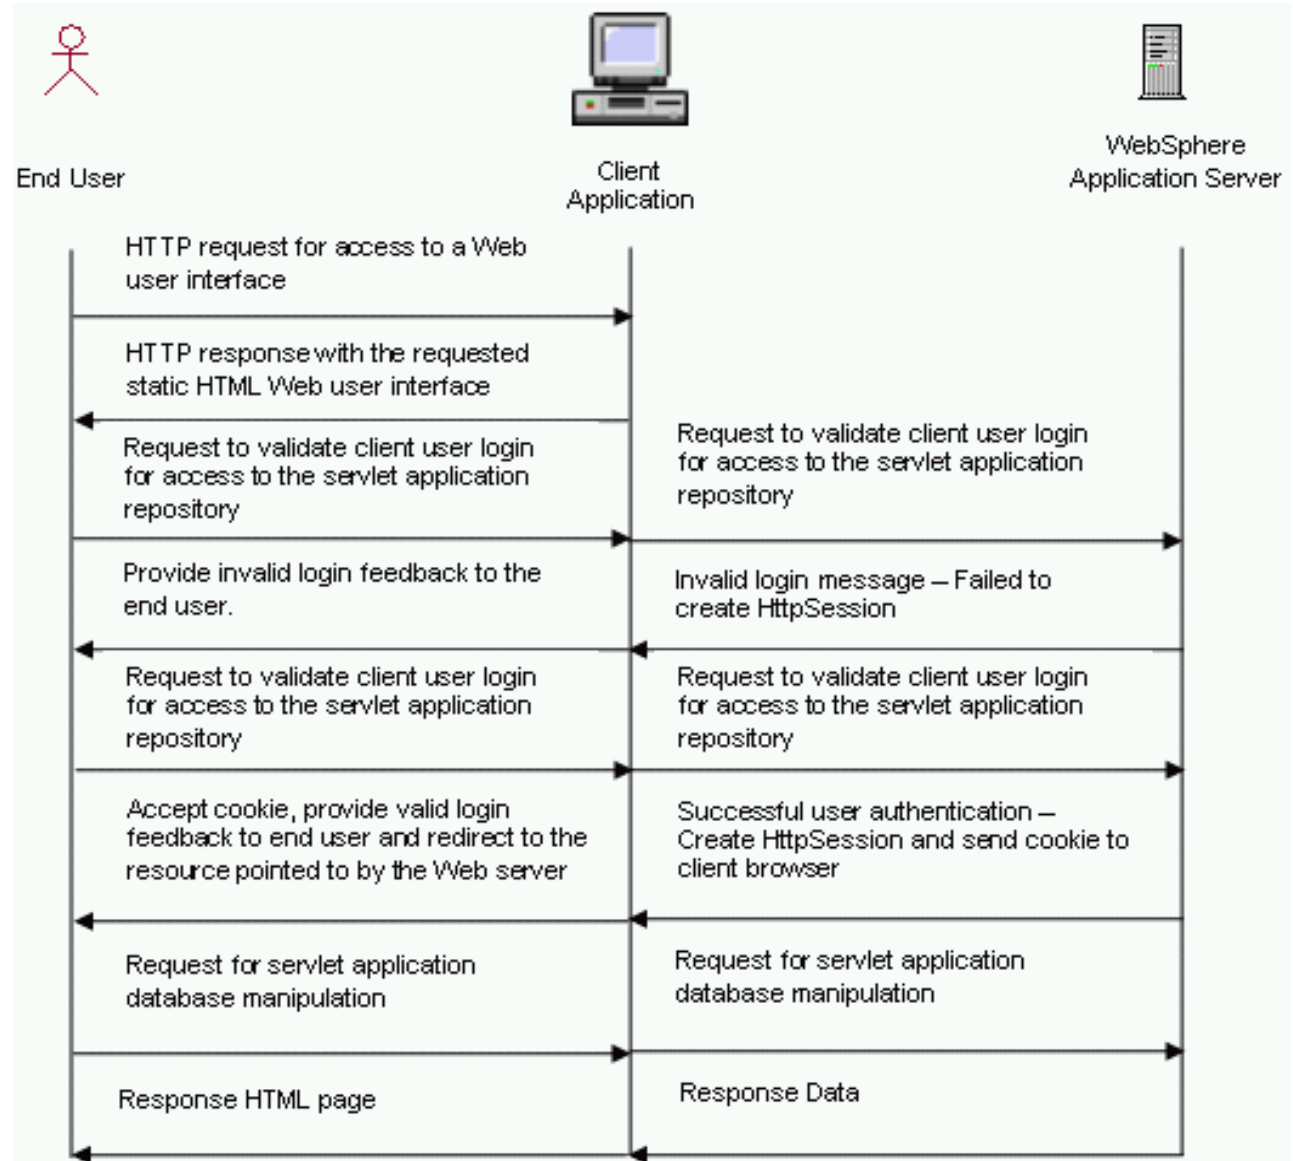 End User
Client
Application
WebSphere
Application Server
HTTP request for access to a Web
user interface
HTTP response with the requested
static HTML Web user interface
Request to validate client user login
for access to the servlet application
repository
Request to validate client user login
for access to the servlet application
repository
Provide invalid login feedback to the
end user.
Invalid login message – Failed to
create HttpSession
Request to validate client user login
for access to the servlet application
repository
Request to validate client user login
for access to the servlet application
repository
Accept cookie, provide valid login
feedback to end user and redirect to the
resource pointed to by the Web server
Successful user authentication –
Create HttpSession and send cookie to
client browser
Request for servlet application
database manipulation
Request for servlet application
database manipulation
Response HTML page
Response Data